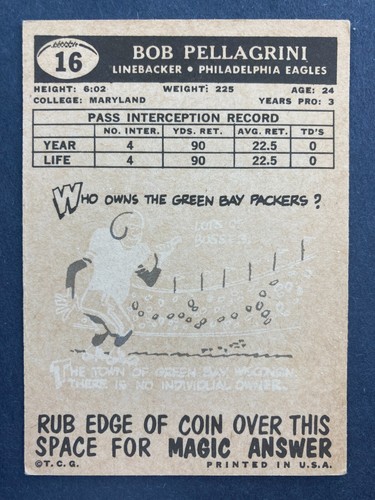 16
BOB PELLAGRINI
LINEBACKER • PHILADELPHIA EAGLES
HEIGHT: 6:02 WEIGHT: 225 AGE: 24
COLLEGE: MARYLAND YEARS PRO: 3
PASS INTERCEPTION RECORD
NO. INTER. YDS. RET. AVG. RET. TD'S
YEAR 4 90 22.5 0
LIFE 4 90 22.5 0
WHO OWNS THE GREEN BAY PACKERS?
LOTS OF
BOSSES.
THE TOWN OF GREEN BAY, WISCONSIN.
THERE IS NO INDIVIDUAL OWNER.
RUB EDGE OF COIN OVER THIS
SPACE FOR MAGIC ANSWER
©T.C.G. PRINTED IN U.S.A.